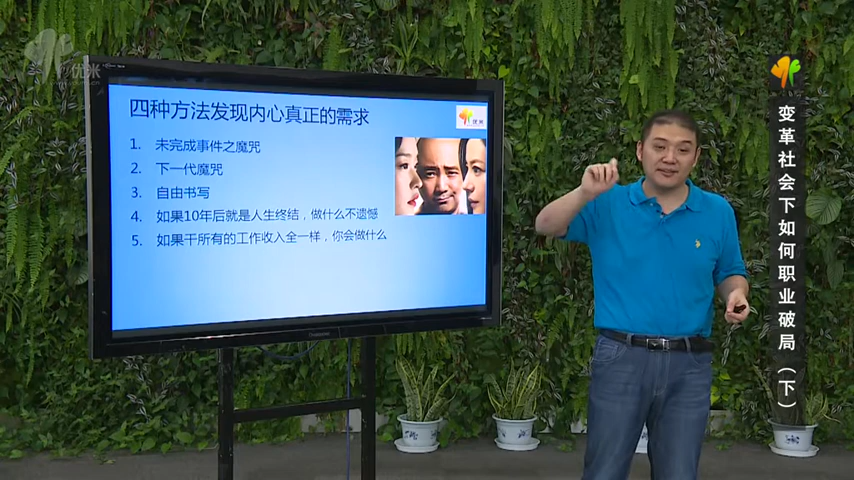 优米
四种方法发现内心真正的需求
1. 未完成事件之魔咒
2. 下一代魔咒
3. 自由书写
4. 如果10年后就是人生终结，做什么不遗憾
5. 如果干所有的工作收入全一样，你会做什么
优米
变革社会下如何职业破局（下）